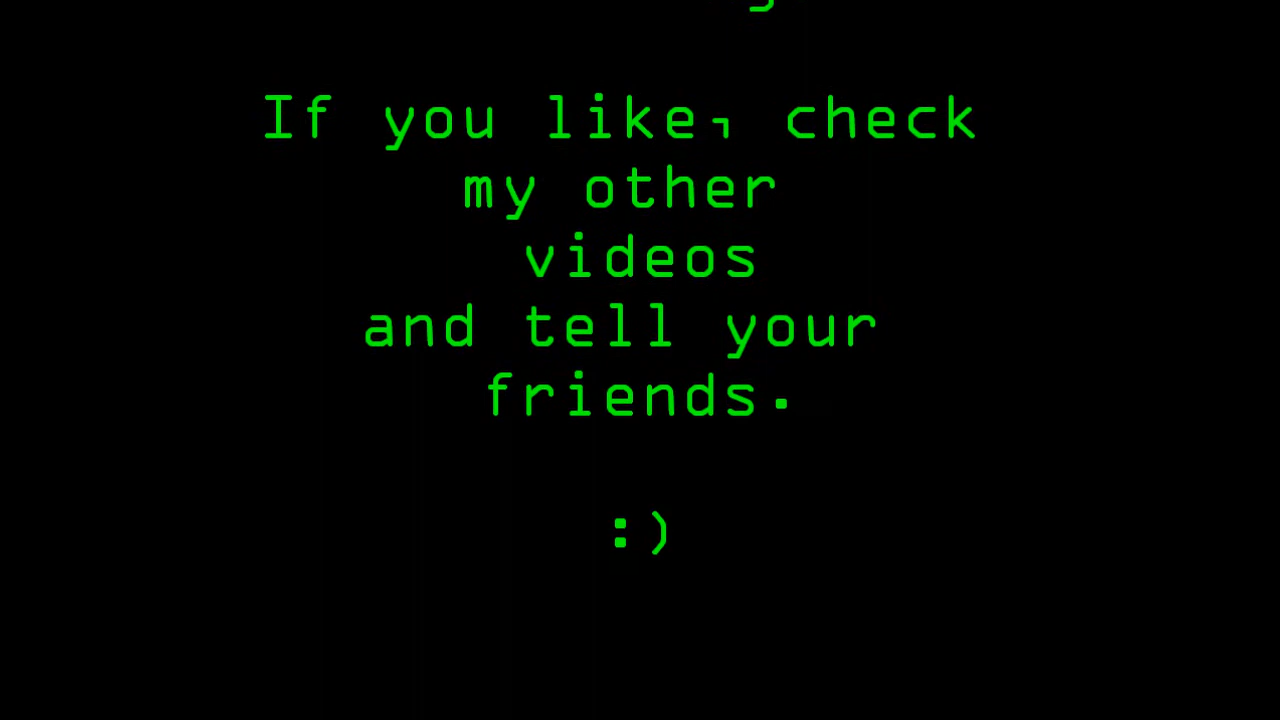 If you like, check
my other
videos
and tell your
friends.
:)